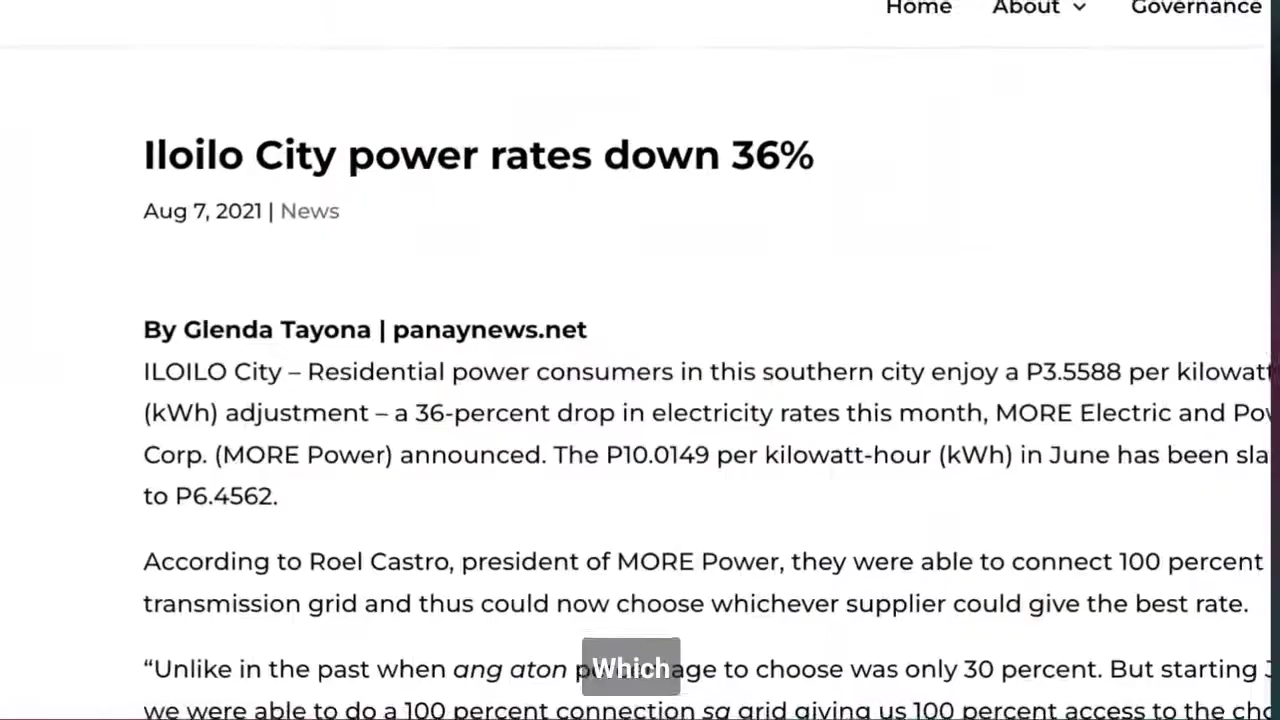 Home About Governance
Iloilo City power rates down 36%
Aug 7, 2021 | News
By Glenda Tayona | panaynews.net
ILOILO City – Residential power consumers in this southern city enjoy a P3.5588 per kilowatt
(kWh) adjustment – a 36-percent drop in electricity rates this month, MORE Electric and Po
Corp. (MORE Power) announced. The P10.0149 per kilowatt-hour (kWh) in June has been sla
to P6.4562.
According to Roel Castro, president of MORE Power, they were able to connect 100 percent
transmission grid and thus could now choose whichever supplier could give the best rate.
“Unlike in the past when ang aton to choose was only 30 percent. But starting
Which
we were able to do a 100 percent connection sa grid giving us 100 percent access to the cho